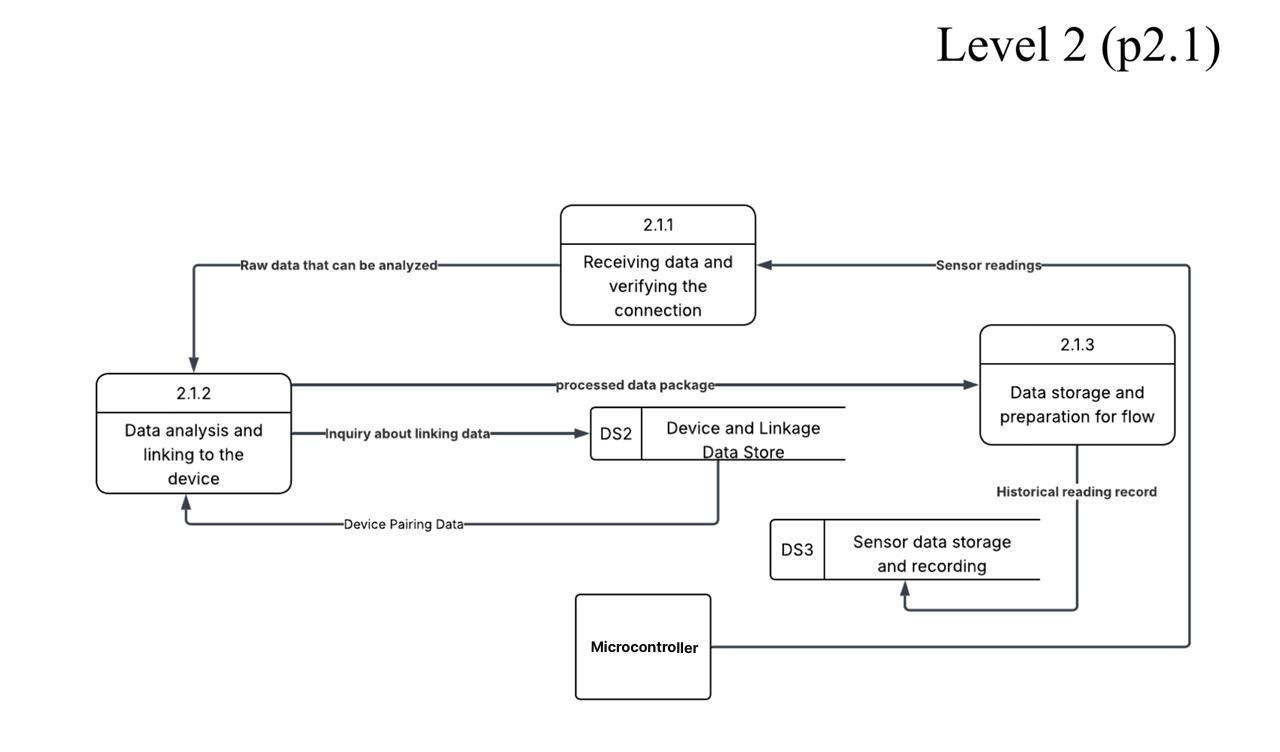 Level 2 (p2.1)
2.1.1
Receiving data and
verifying the
connection
Raw data that can be analyzed
Sensor readings
2.1.3
Data storage and
preparation for flow
2.1.2
Data analysis and
linking to the
device
processed data package
Inquiry about linking data
DS2
Device and Linkage
Data Store
Historical reading record
Device Pairing Data
DS3
Sensor data storage
and recording
Microcontroller